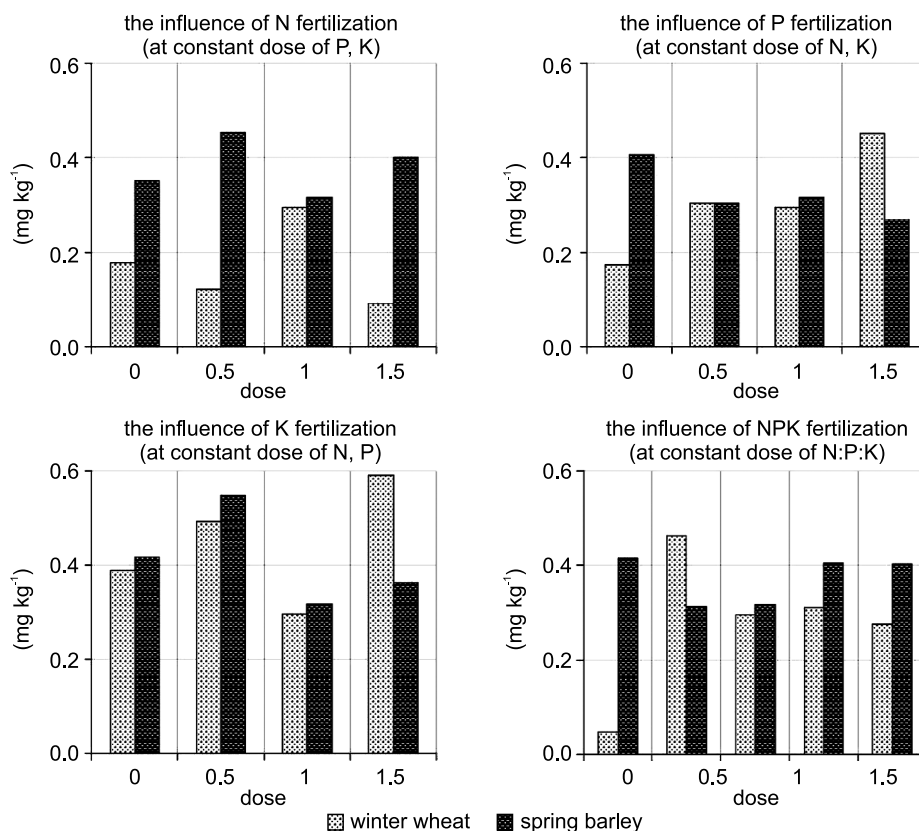 the influence of N fertilization
(at constant dose of P, K)
0.6
0.4
0.2
0.0
(mg kg⁻¹)
0 0.5 1 1.5
dose
the influence of P fertilization
(at constant dose of N, K)
0.6
0.4
0.2
0.0
(mg kg⁻¹)
0 0.5 1 1.5
dose
the influence of K fertilization
(at constant dose of N, P)
0.6
0.4
0.2
0.0
(mg kg⁻¹)
0 0.5 1 1.5
dose
the influence of NPK fertilization
(at constant dose of N:P:K)
0.6
0.4
0.2
0.0
(mg kg⁻¹)
0 0.5 1 1.5
dose
winter wheat spring barley